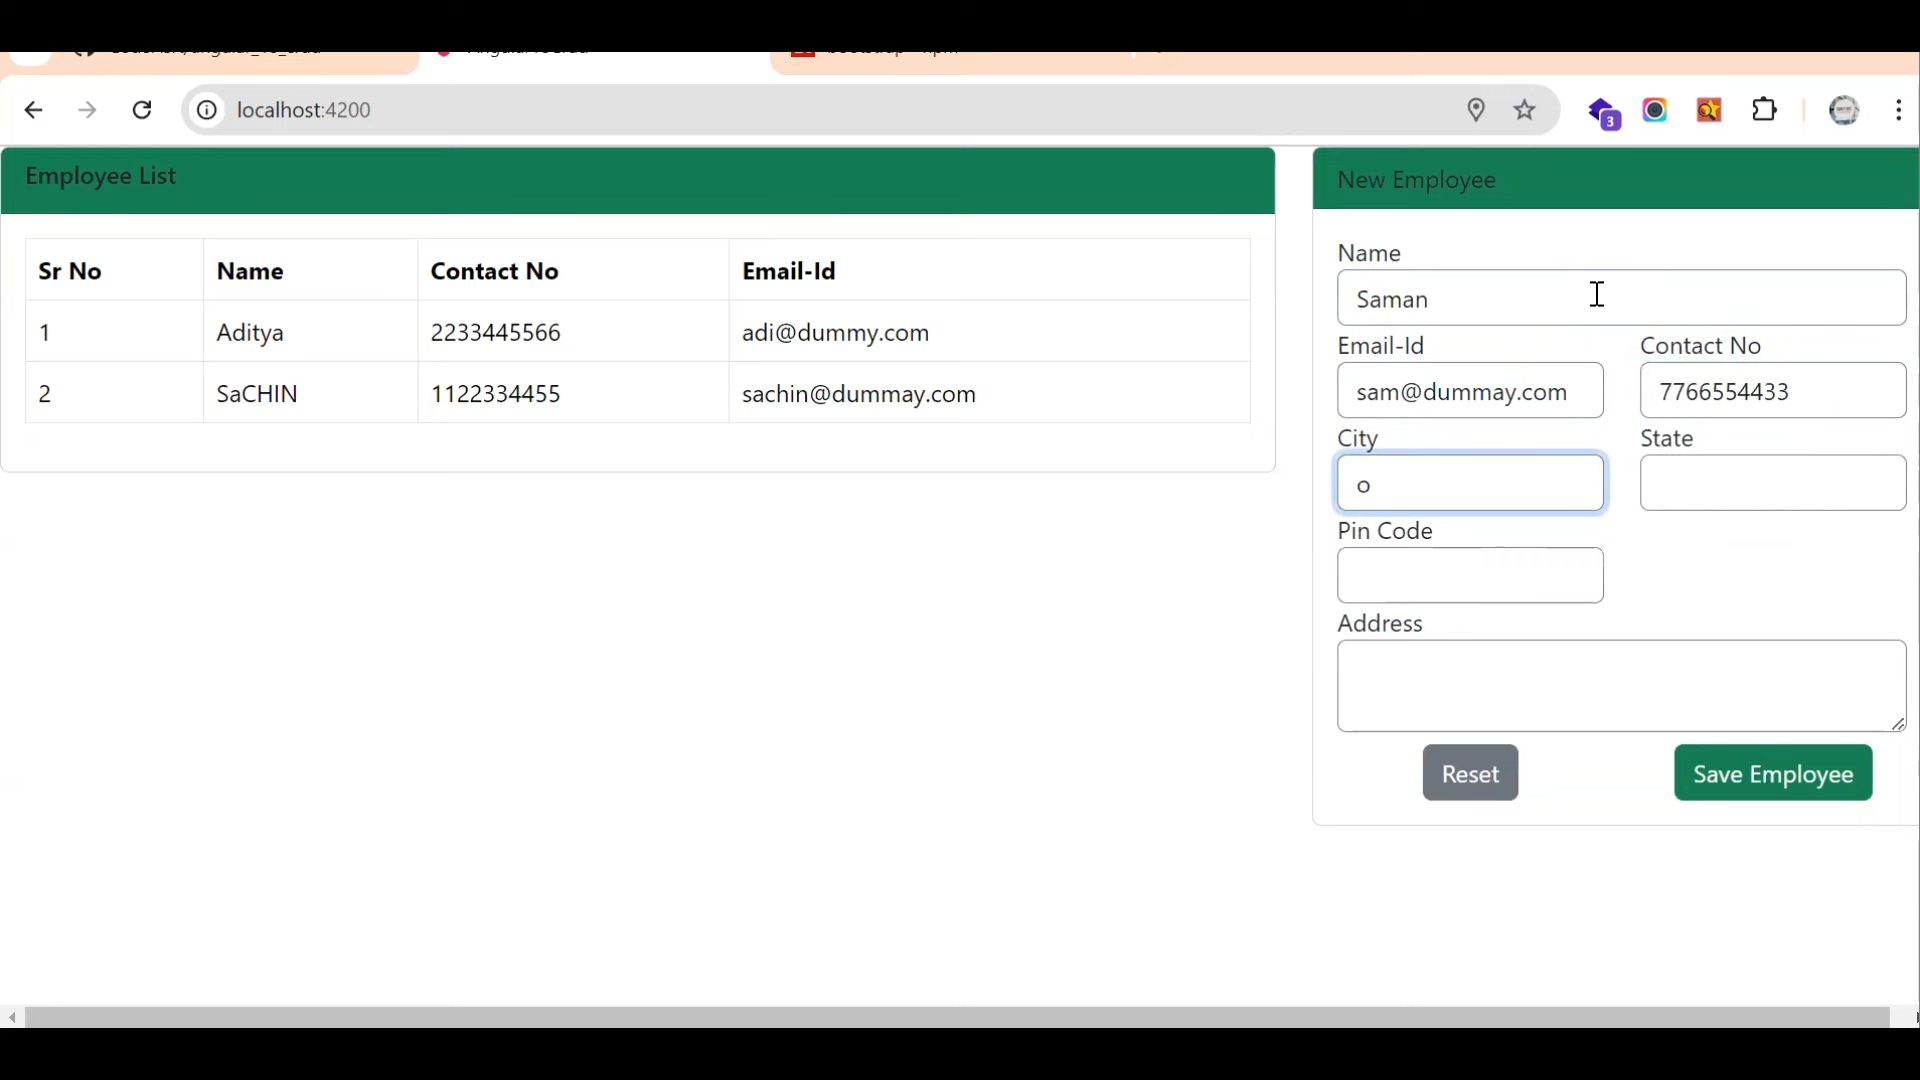 localhost:4200
3
Employee List
Sr No Name Contact No Email-Id
1 Aditya 2233445566 adi@dummy.com
2 SaCHIN 1122334455 sachin@dummay.com
New Employee
Name
Saman
Email-Id Contact No
sam@dummay.com 7766554433
City State
o
Pin Code
Address
Reset Save Employee